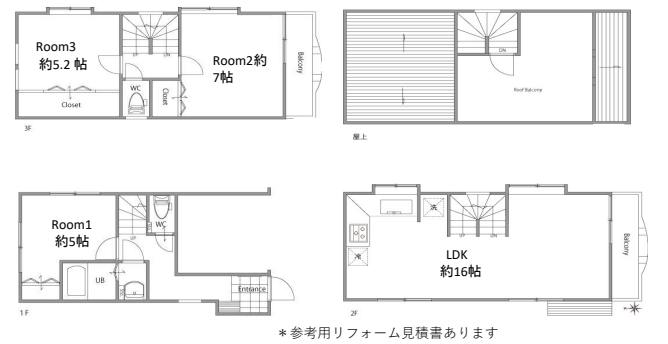 Room3
約5.2 帖
UP
DN
Room2約
7帖
WC
Closet
Closet
Balcony
3F
DN
Roof Balcony
屋上
Room1
約5帖
WC
UP
UB
Entrance
1F
洗
冷
UP
DN
LDK
約16帖
Balcony
2F
＊参考用リフォーム見積書あります